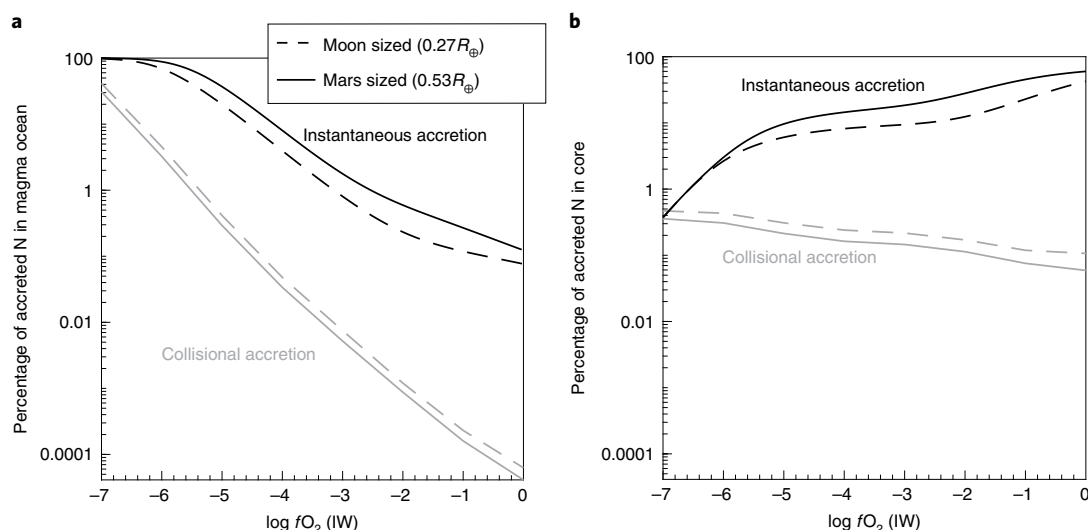 a
Moon sized (0.27R⊕)
Mars sized (0.53R⊕)
Instantaneous accretion
Collisional accretion
Percentage of accreted N in magma ocean
100
1
0.01
0.0001
–7 –6 –5 –4 –3 –2 –1 0
log fO2 (IW)
b
Instantaneous accretion
Collisional accretion
Percentage of accreted N in core
100
1
0.01
0.0001
–7 –6 –5 –4 –3 –2 –1 0
log fO2 (IW)